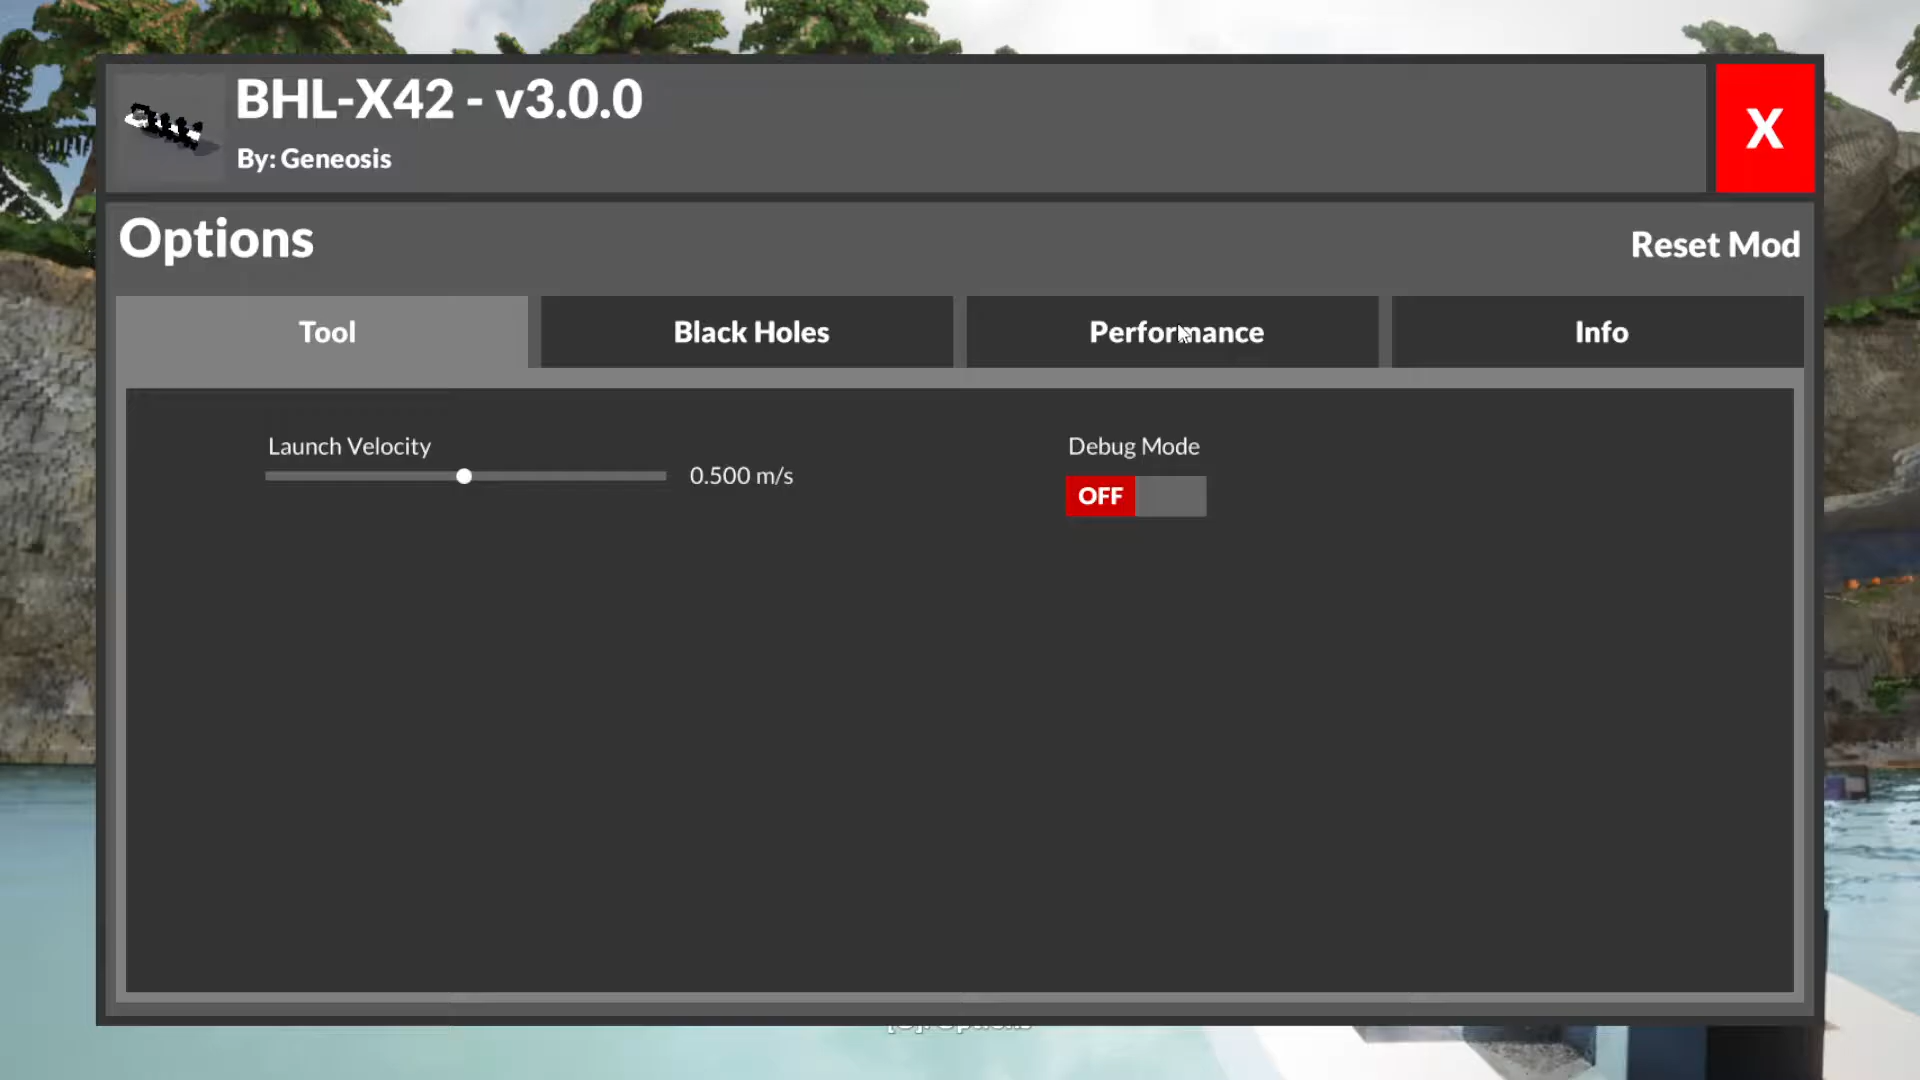 BHL-X42 - v3.0.0
By: Geneosis
X
Options
Reset Mod
Tool
Black Holes
Performance
Info
Launch Velocity
0.500 m/s
Debug Mode
OFF
Options